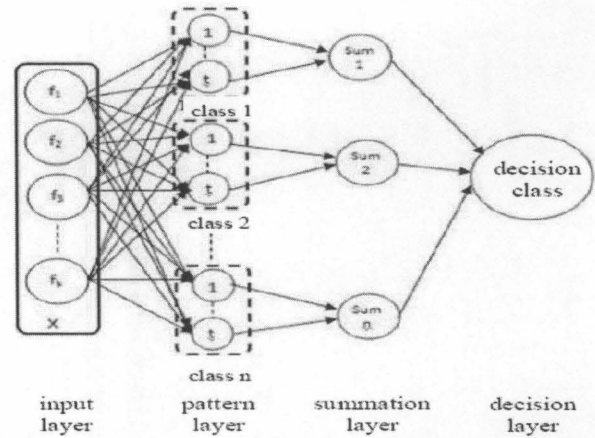 f1
f2
f3
fk
X
1
t
class 1
1
t
class 2
1
t
class n
Sum
1
Sum
2
Sum
n
decision
class
input
layer
pattern
layer
summation
layer
decision
layer